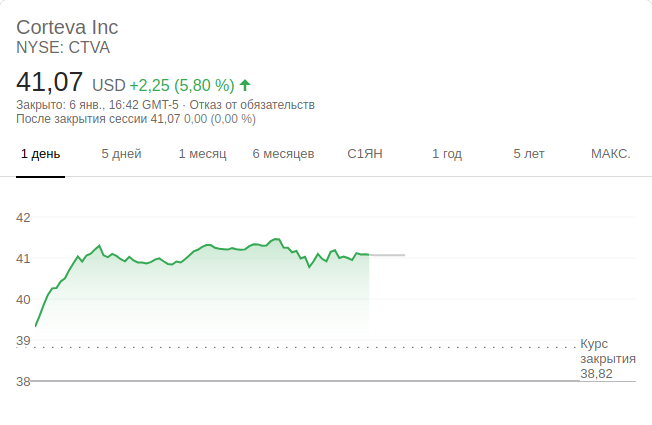 Corteva Inc
NYSE: CTVA
41,07 USD +2,25 (5,80 %)
Закрыто: 6 янв., 16:42 GMT-5 · Отказ от обязательств
После закрытия сессии 41,07 0,00 (0,00 %)
1 день 5 дней 1 месяц 6 месяцев С1ЯН 1 год 5 лет МАКС.
42
41
40
39
Курс
закрытия
38,82
38